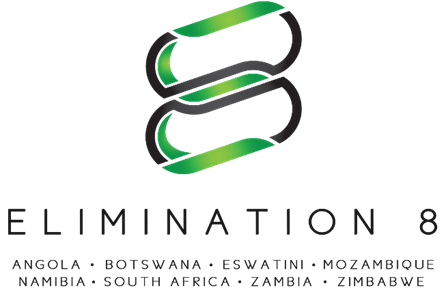 ELIMINATION 8
ANGOLA • BOTSWANA • ESWATINI • MOZAMBIQUE
NAMIBIA • SOUTH AFRICA • ZAMBIA • ZIMBABWE